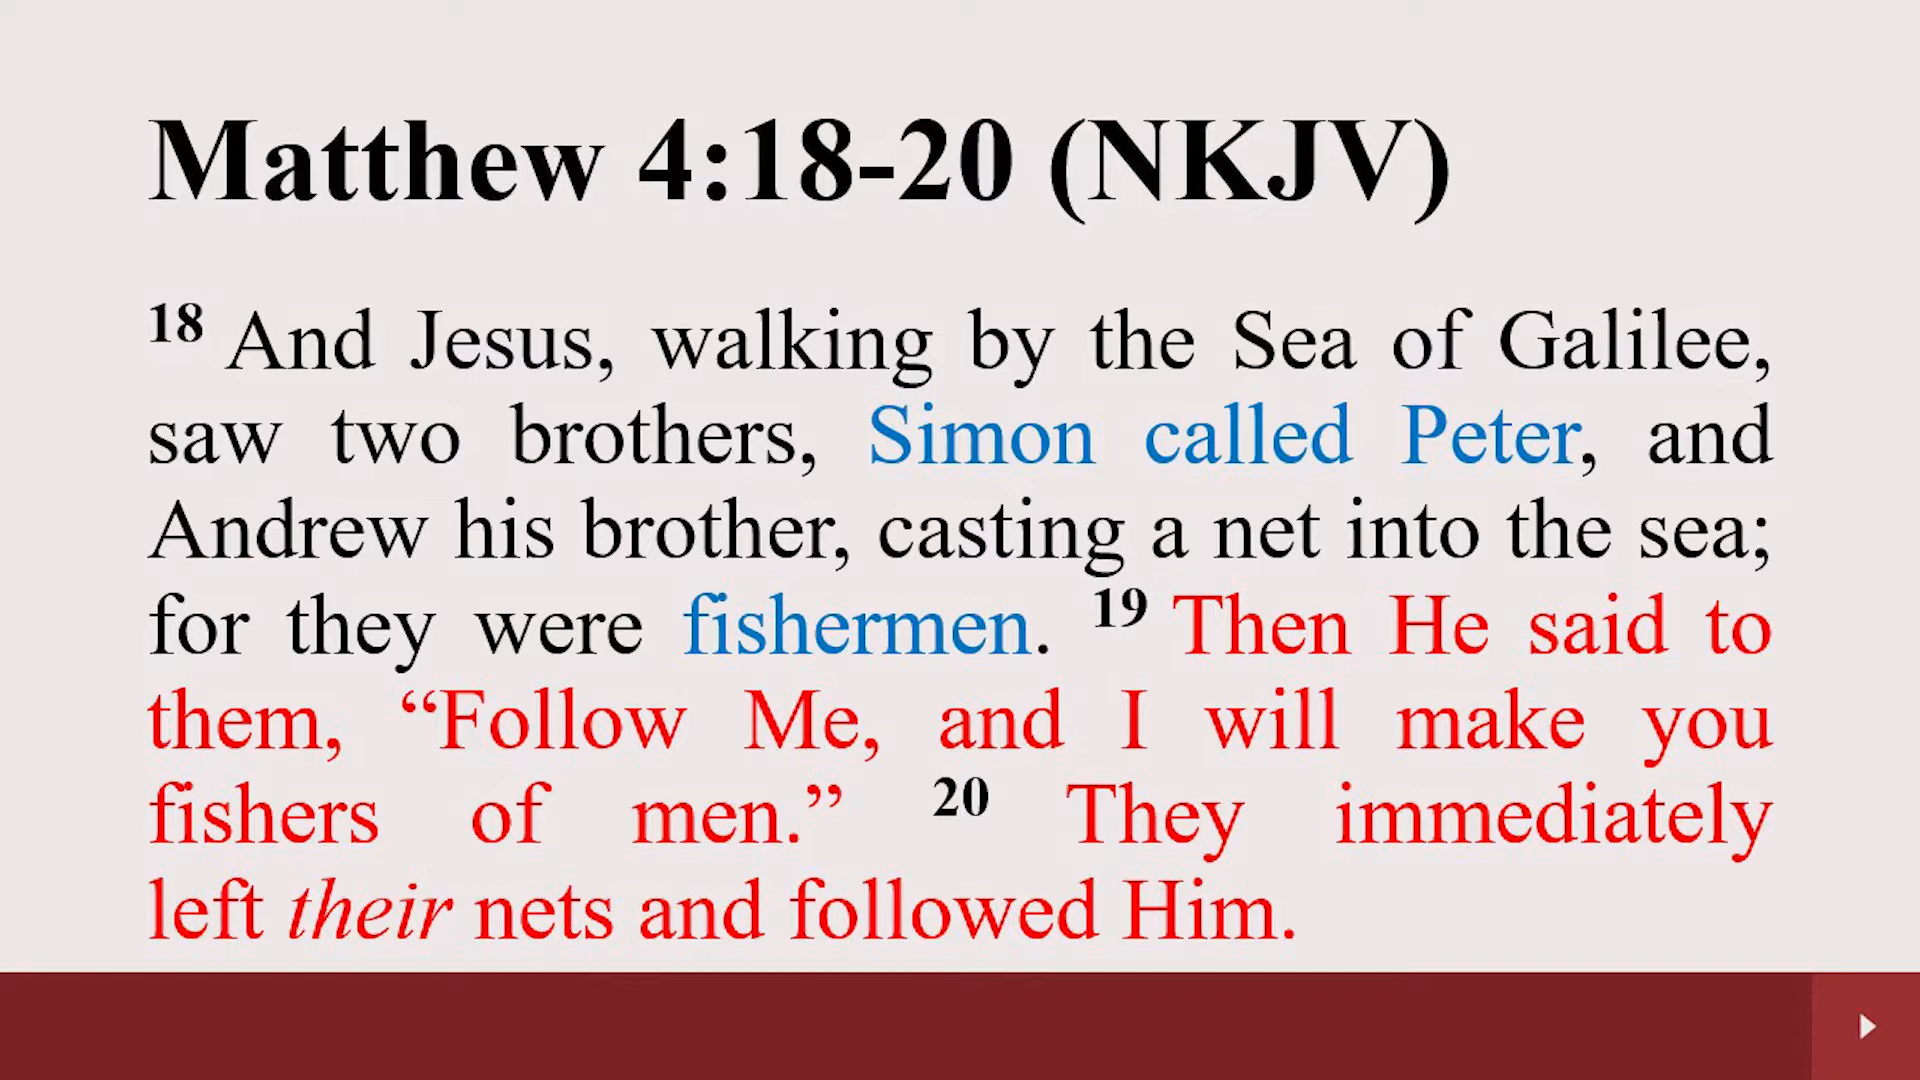 Matthew 4:18-20 (NKJV)
18 And Jesus, walking by the Sea of Galilee,
saw two brothers, Simon called Peter, and
Andrew his brother, casting a net into the sea;
for they were fishermen. 19 Then He said to
them, “Follow Me, and I will make you
fishers of men.” 20 They immediately
left their nets and followed Him.